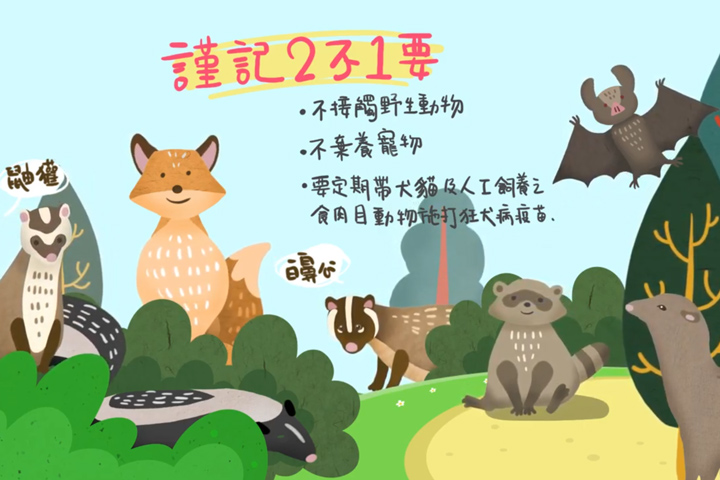 謹記2不1要
•不接觸野生動物
•不棄養寵物
•要定期帶犬貓及人工飼養之
食肉目動物施打狂犬病疫苗.
鼬獾
白鼻心